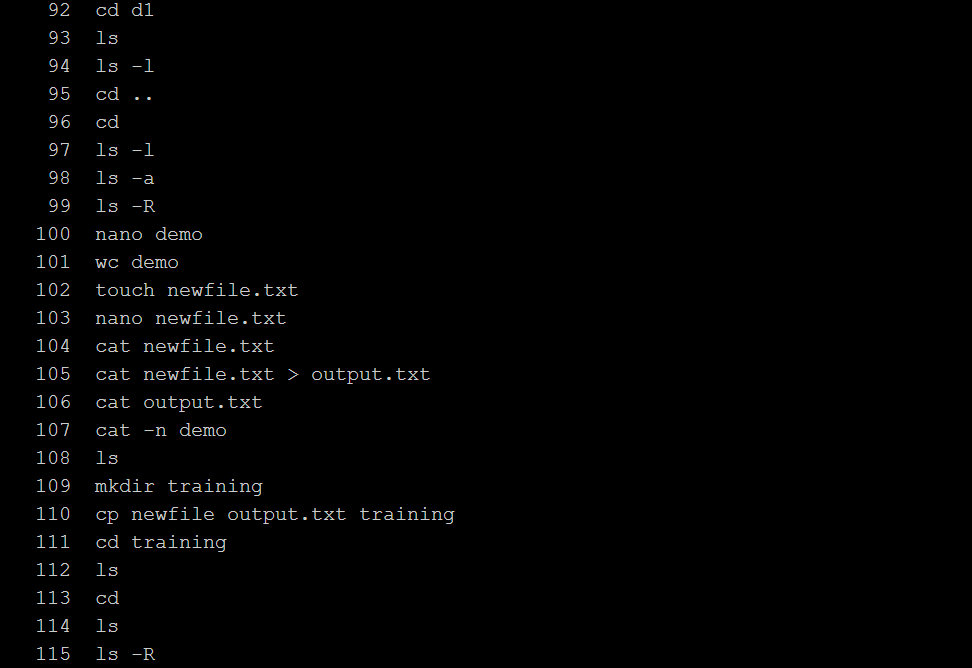 92 cd d1
93 ls
94 ls -l
95 cd ..
96 cd
97 ls -l
98 ls -a
99 ls -R
100 nano demo
101 wc demo
102 touch newfile.txt
103 nano newfile.txt
104 cat newfile.txt
105 cat newfile.txt > output.txt
106 cat output.txt
107 cat -n demo
108 ls
109 mkdir training
110 cp newfile output.txt training
111 cd training
112 ls
113 cd
114 ls
115 ls -R